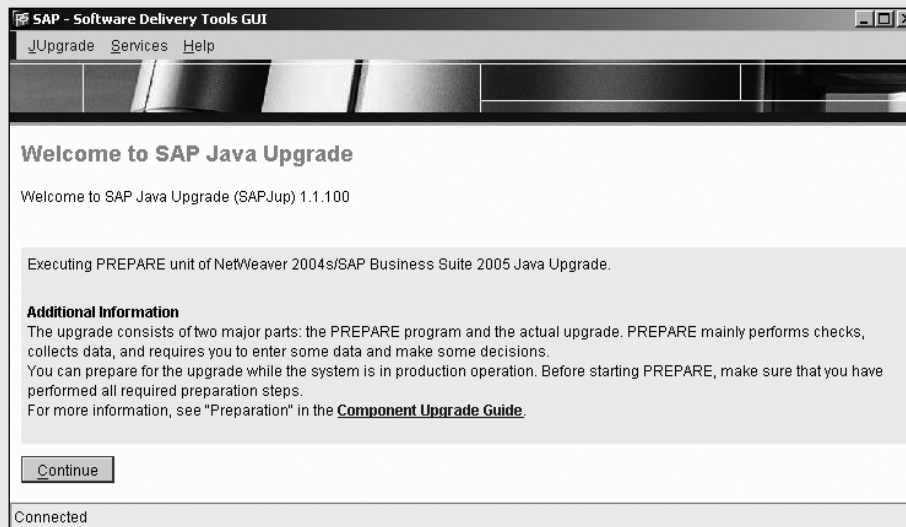 SAP - Software Delivery Tools GUI
JUpgrade Services Help
Welcome to SAP Java Upgrade
Welcome to SAP Java Upgrade (SAPJup) 1.1.100
Executing PREPARE unit of NetWeaver 2004s/SAP Business Suite 2005 Java Upgrade.
Additional Information
The upgrade consists of two major parts: the PREPARE program and the actual upgrade. PREPARE mainly performs checks,
collects data, and requires you to enter some data and make some decisions.
You can prepare for the upgrade while the system is in production operation. Before starting PREPARE, make sure that you have
performed all required preparation steps.
For more information, see "Preparation" in the Component Upgrade Guide.
Continue
Connected